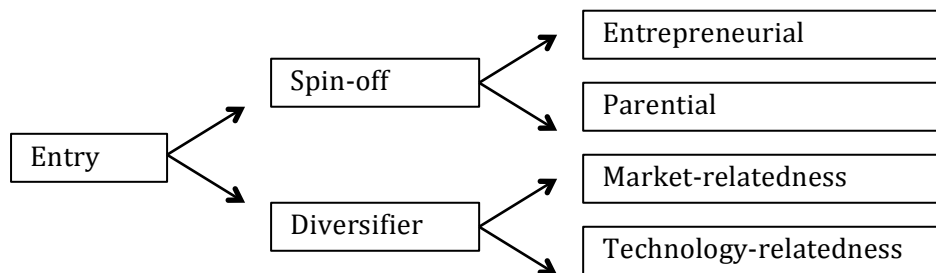 Entrepreneurial
Spin-off
Parential
Entry
Market-relatedness
Diversifier
Technology-relatedness